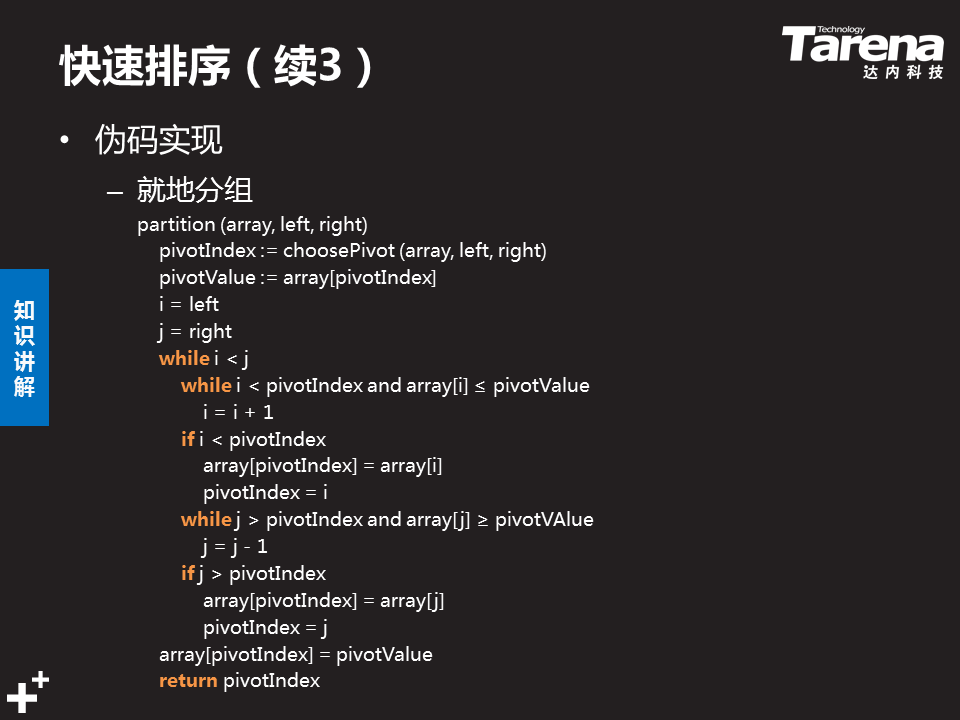 快速排序（续3）
Technology
Tarena
达内科技
• 伪码实现
– 就地分组
partition (array, left, right)
pivotIndex := choosePivot (array, left, right)
pivotValue := array[pivotIndex]
i = left
j = right
while i < j
while i < pivotIndex and array[i] ≤ pivotValue
i = i + 1
if i < pivotIndex
array[pivotIndex] = array[i]
pivotIndex = i
while j > pivotIndex and array[j] ≥ pivotVAlue
j = j - 1
if j > pivotIndex
array[pivotIndex] = array[j]
pivotIndex = j
array[pivotIndex] = pivotValue
return pivotIndex
知识讲解